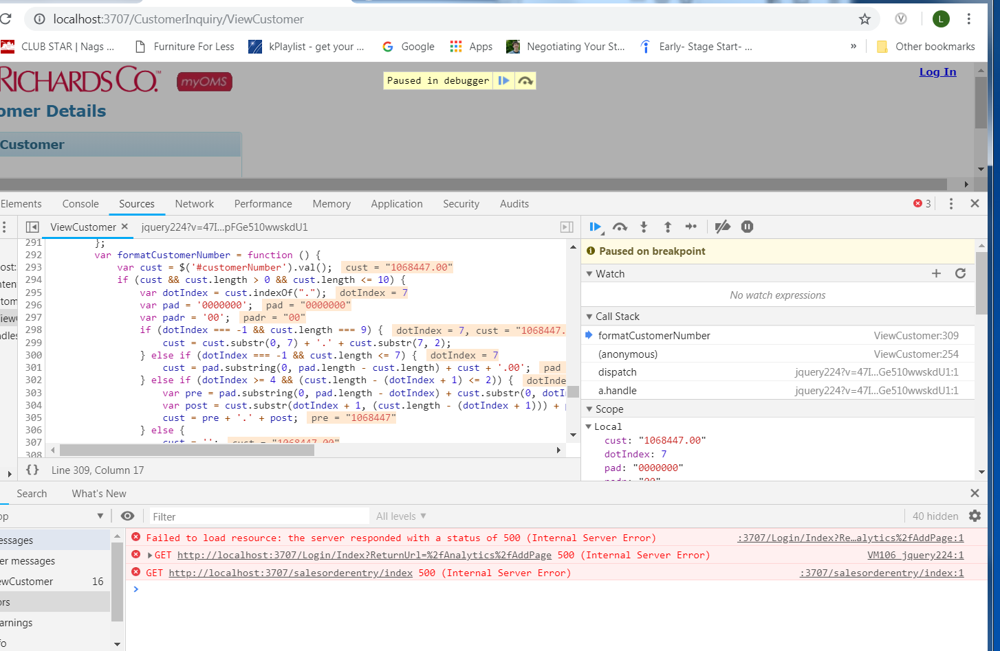 localhost:3707/CustomerInquiry/ViewCustomer
V
L
CLUB STAR | Nags ...
Furniture For Less
kPlaylist - get your ...
Google
Apps
Negotiating Your St...
Early- Stage Start- ...
»
Other bookmarks
RICHARDS CO.™ myOMS
Paused in debugger
Log In
omer Details
Customer
Elements Console Sources Network Performance Memory Application Security Audits
3
ViewCustomer × jquery224?v=47I...pFGe510wwskdU1
291 };
292 var formatCustomerNumber = function () {
293 var cust = $('#customerNumber').val(); cust = "1068447.00"
294 if (cust && cust.length > 0 && cust.length <= 10) {
295 var dotIndex = cust.indexOf("."); dotIndex = 7
296 var pad = '0000000'; pad = "0000000"
297 var padr = '00'; padr = "00"
298 if (dotIndex === -1 && cust.length === 9) { dotIndex = 7, cust = "1068447.
299 cust = cust.substr(0, 7) + '.' + cust.substr(7, 2);
300 } else if (dotIndex === -1 && cust.length <= 7) { dotIndex = 7
301 cust = pad.substring(0, pad.length - cust.length) + cust + '.00'; pad
302 } else if (dotIndex >= 4 && (cust.length - (dotIndex + 1) <= 2)) { dotInde
303 var pre = pad.substring(0, pad.length - dotIndex) + cust.substr(0, dotI
304 var post = cust.substr(dotIndex + 1, (cust.length - (dotIndex + 1))) + p
305 cust = pre + '.' + post; pre = "1068447"
306 } else {
307 cust = ''; cust = "1068447.00"
308
ost:
nten
tom
iew
ndles
{} Line 309, Column 17
Paused on breakpoint
Watch
No watch expressions
Call Stack
formatCustomerNumber ViewCustomer:309
(anonymous) ViewCustomer:254
dispatch jquery224?v=47I...Ge510wwskdU1:1
a.handle jquery224?v=47I...Ge510wwskdU1:1
Scope
Local
cust: "1068447.00"
dotIndex: 7
pad: "0000000"
padr: "00"
Search What's New
op
Filter
All levels
40 hidden
essages
er messages
ewCustomer 16
ors
arnings
fo
Failed to load resource: the server responded with a status of 500 (Internal Server Error) :3707/Login/Index?Re...alytics%2fAddPage:1
GET http://localhost:3707/Login/Index?ReturnUrl=%2fAnalytics%2fAddPage 500 (Internal Server Error) VM106 jquery224:1
GET http://localhost:3707/salesorderentry/index 500 (Internal Server Error) :3707/salesorderentry/index:1
>